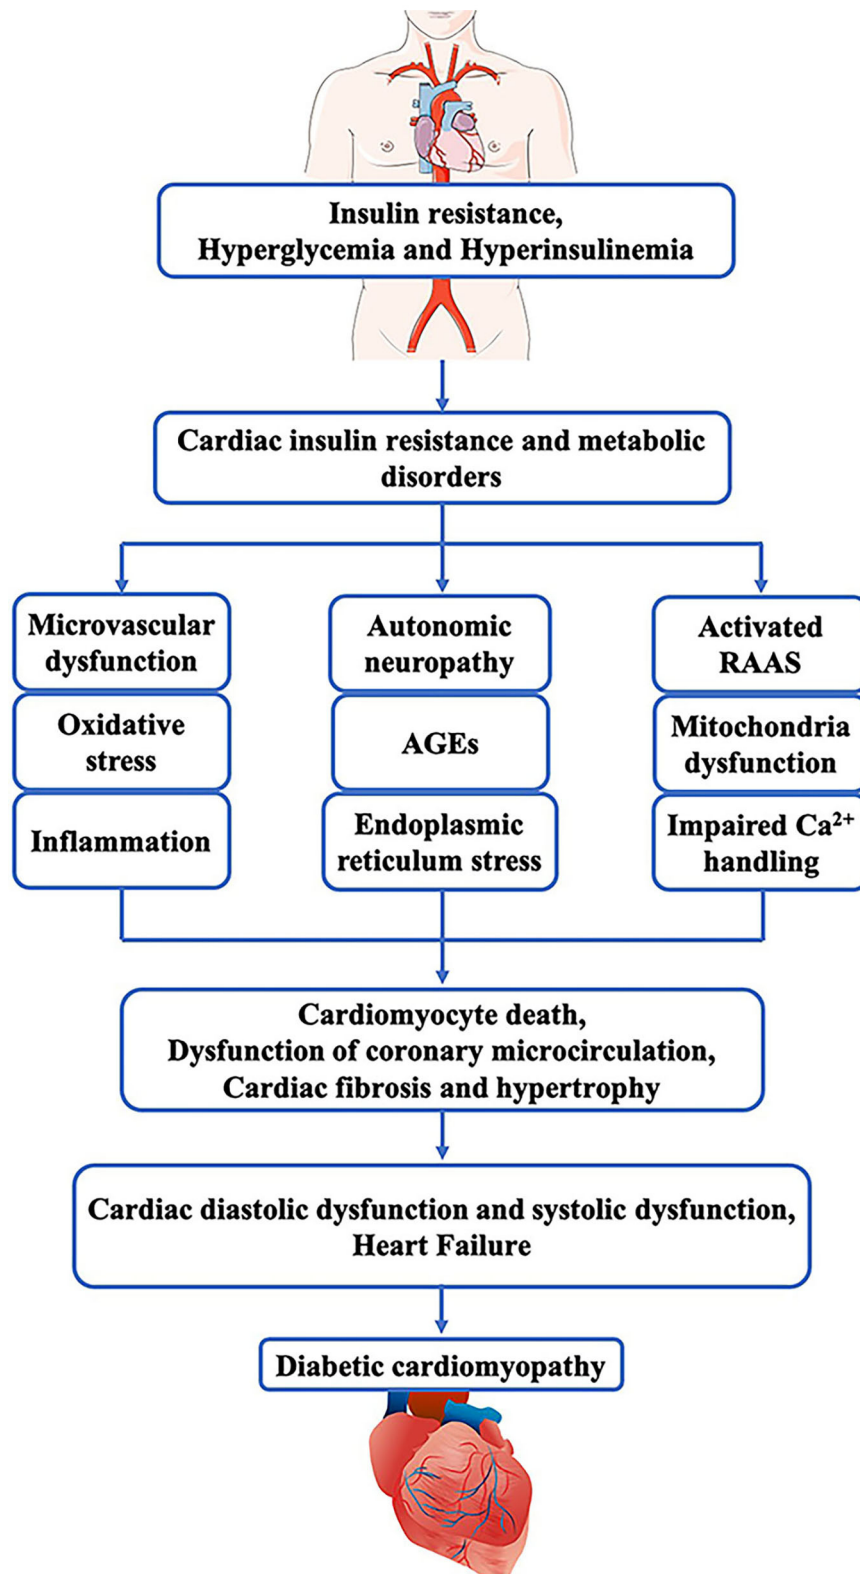 Insulin resistance,
Hyperglycemia and Hyperinsulinemia
Cardiac insulin resistance and metabolic
disorders
Microvascular
dysfunction
Oxidative
stress
Inflammation
Autonomic
neuropathy
AGEs
Endoplasmic
reticulum stress
Activated
RAAS
Mitochondria
dysfunction
Impaired Ca²⁺
handling
Cardiomyocyte death,
Dysfunction of coronary microcirculation,
Cardiac fibrosis and hypertrophy
Cardiac diastolic dysfunction and systolic dysfunction,
Heart Failure
Diabetic cardiomyopathy